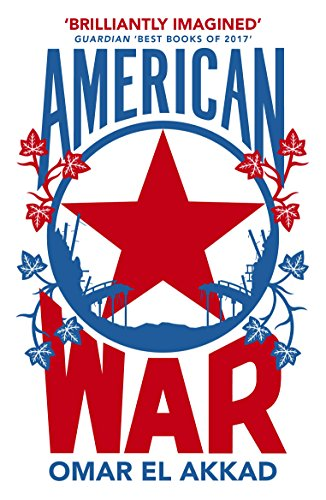 ‘BRILLIANTLY IMAGINED’
GUARDIAN ‘BEST BOOKS OF 2017’
AMERICAN
WAR
OMAR EL AKKAD